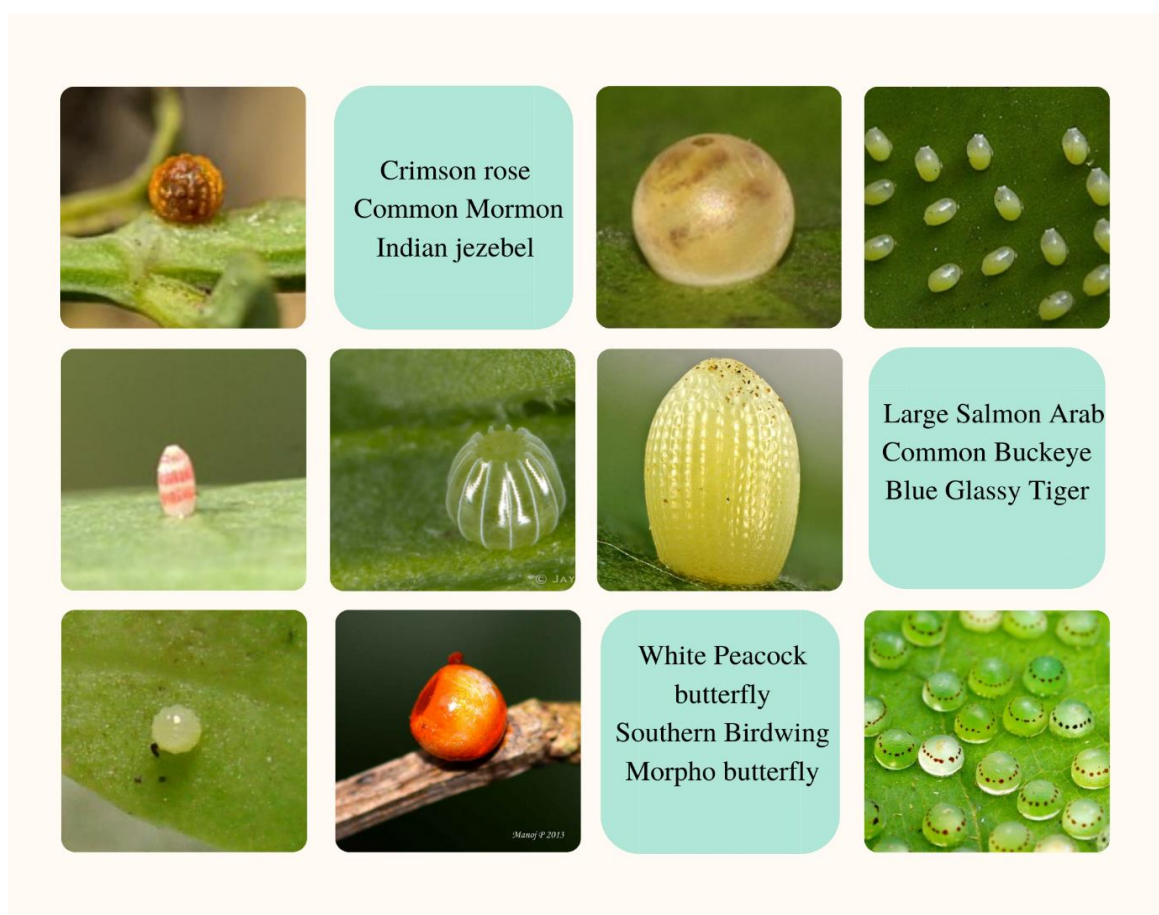 Crimson rose
Common Mormon
Indian jezebel
Large Salmon Arab
Common Buckeye
Blue Glassy Tiger
© JAY
White Peacock
butterfly
Southern Birdwing
Morpho butterfly
Manoj P 2013